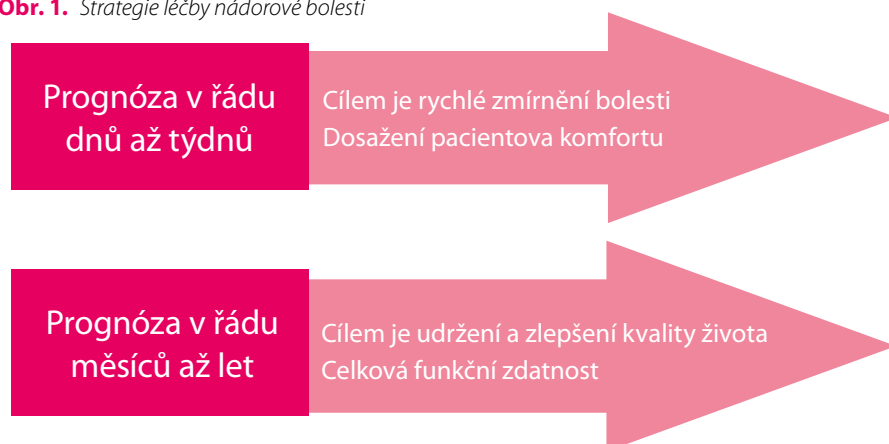 Obr. 1. Strategie léčby nádorové bolesti
Prognóza v řádu
dnů až týdnů
Cílem je rychlé zmírnění bolesti
Dosažení pacientova komfortu
Prognóza v řádu
měsíců až let
Cílem je udržení a zlepšení kvality života
Celková funkční zdatnost